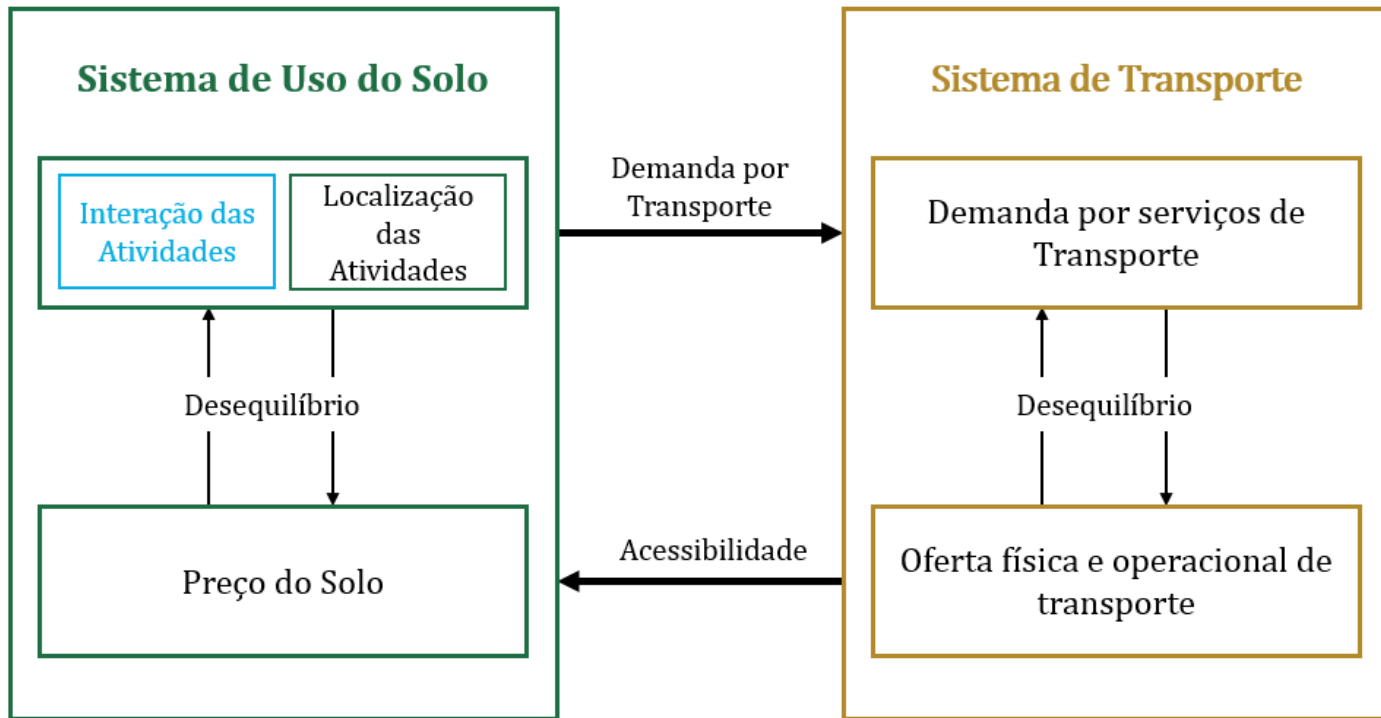 Sistema de Uso do Solo
Interação das
Atividades
Localização
das
Atividades
Desequilíbrio
Preço do Solo
Demanda por
Transporte
Acessibilidade
Sistema de Transporte
Demanda por serviços de
Transporte
Desequilíbrio
Oferta física e operacional de
transporte